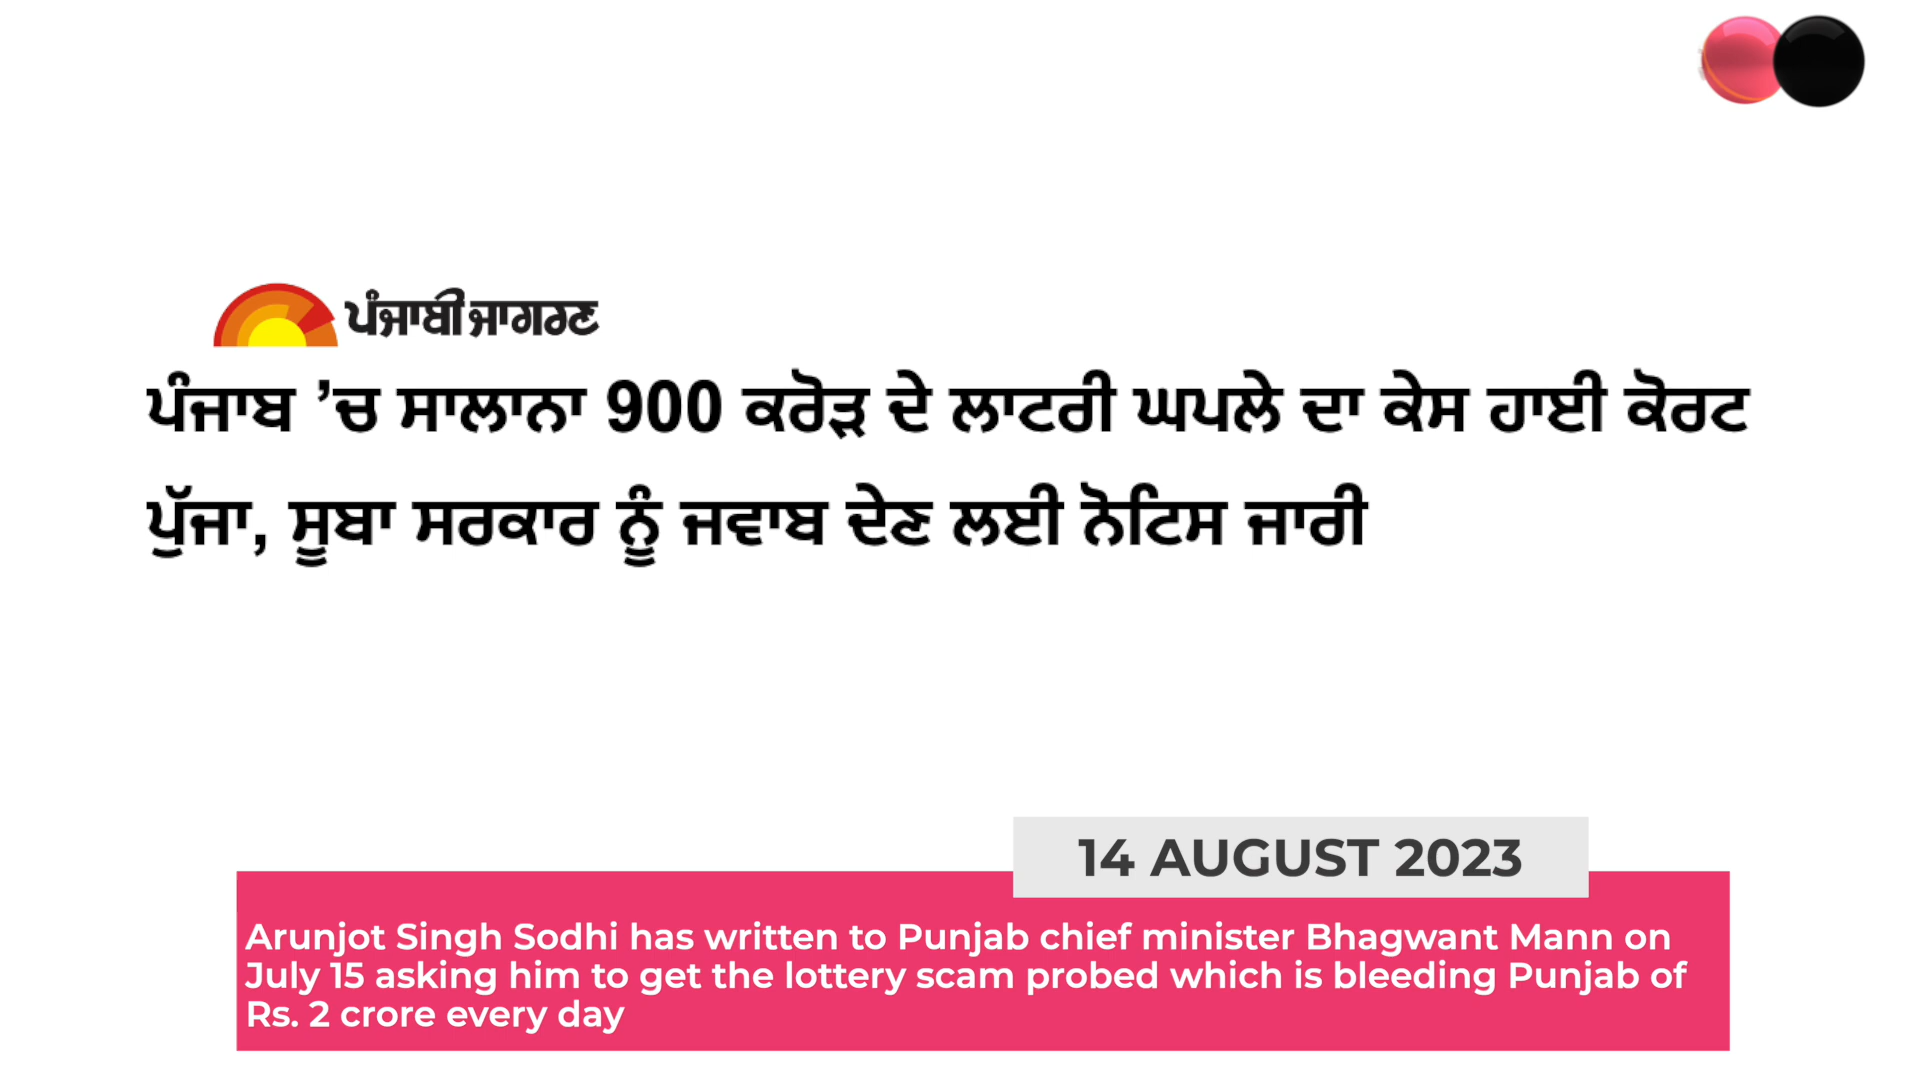 ਪੰਜਾਬੀ ਜਾਗਰਣ
ਪੰਜਾਬ ’ਚ ਸਾਲਾਨਾ 900 ਕਰੋੜ ਦੇ ਲਾਟਰੀ ਘਪਲੇ ਦਾ ਕੇਸ ਹਾਈ ਕੋਰਟ
ਪੁੱਜਾ, ਸੂਬਾ ਸਰਕਾਰ ਨੂੰ ਜਵਾਬ ਦੇਣ ਲਈ ਨੋਟਿਸ ਜਾਰੀ
14 AUGUST 2023
Arunjot Singh Sodhi has written to Punjab chief minister Bhagwant Mann on
July 15 asking him to get the lottery scam probed which is bleeding Punjab of
Rs. 2 crore every day